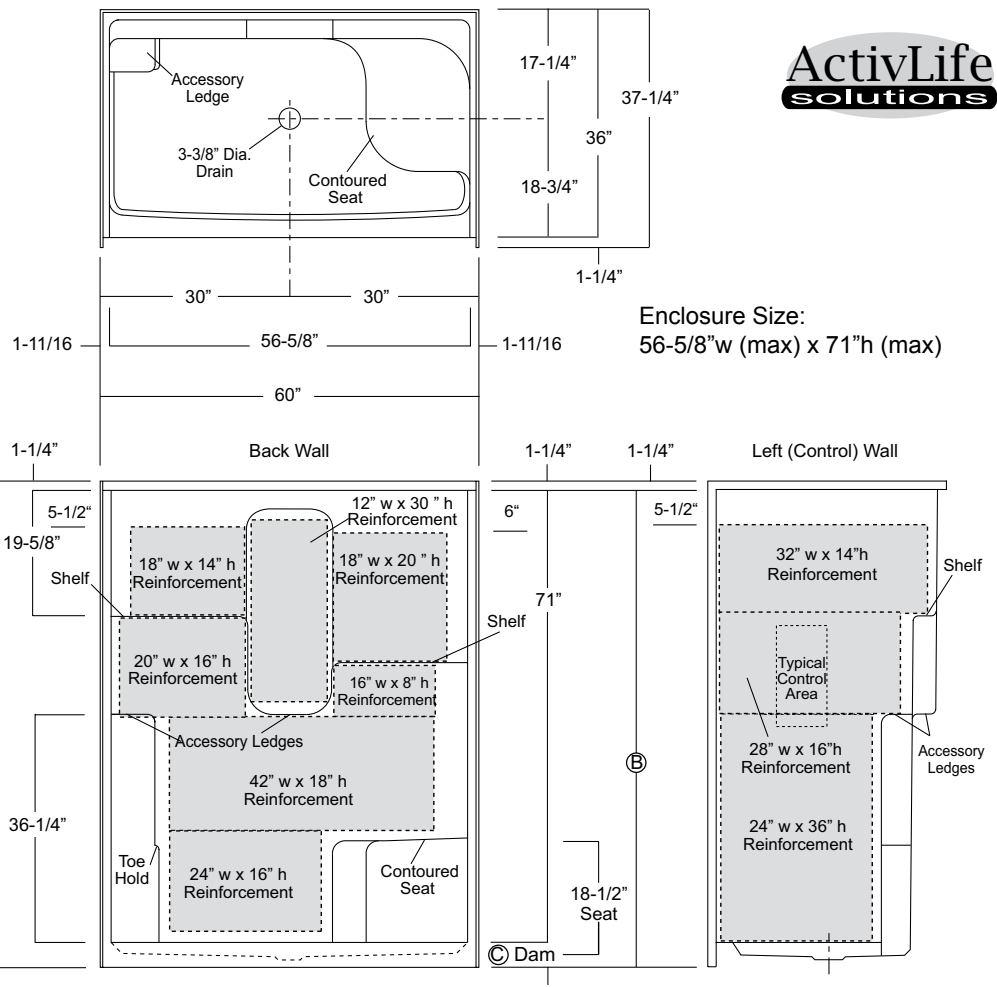 ActivLife
solutions
17-1/4”
37-1/4”
Accessory
Ledge
36”
3-3/8” Dia.
Drain
Contoured
Seat
18-3/4”
1-1/4”
30”
30”
Enclosure Size:
56-5/8”w (max) x 71”h (max)
1-11/16
56-5/8”
1-11/16
60”
1-1/4”
Back Wall
1-1/4”
1-1/4”
Left (Control) Wall
5-1/2“
19-5/8”
12” w x 30 ” h
Reinforcement
6“
5-1/2“
18” w x 14” h
Reinforcement
18” w x 20 ” h
Reinforcement
32” w x 14”h
Reinforcement
Shelf
Shelf
71”
Shelf
20” w x 16” h
Reinforcement
16” w x 8” h
Reinforcement
Typical
Control
Area
Accessory Ledges
28” w x 16”h
Reinforcement
Accessory
Ledges
B
42” w x 18” h
Reinforcement
36-1/4”
24” w x 36” h
Reinforcement
Toe
Hold
24” w x 16” h
Reinforcement
Contoured
Seat
18-1/2”
Seat
C Dam